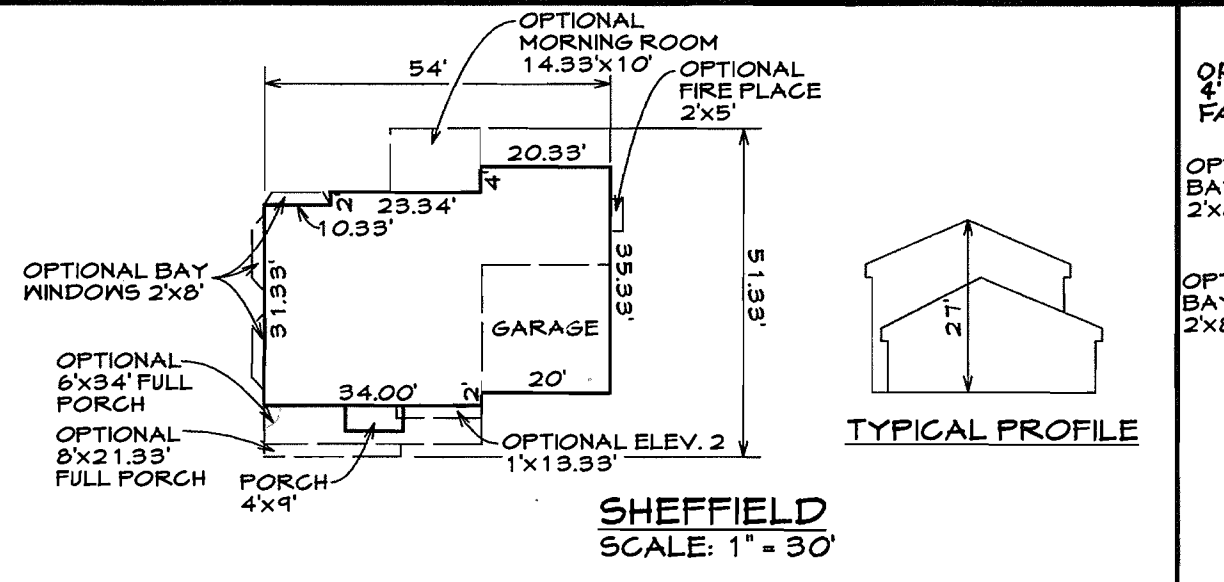 OPTIONAL
MORNING ROOM
14.33'x10'
54'
OPTIONAL
FIRE PLACE
2'x5'
20.33'
4'
2'
23.34'
10.33'
OPTIONAL BAY
WINDOWS 2'x8'
31.33'
35.33'
51.33'
GARAGE
OPTIONAL
6'x34' FULL
PORCH
34.00'
2'
20'
OPTIONAL
8'x21.33'
FULL PORCH
PORCH
4'x9'
OPTIONAL ELEV. 2
1'x13.33'
27'
TYPICAL PROFILE
SHEFFIELD
SCALE: 1" = 30'
4'
2'x8